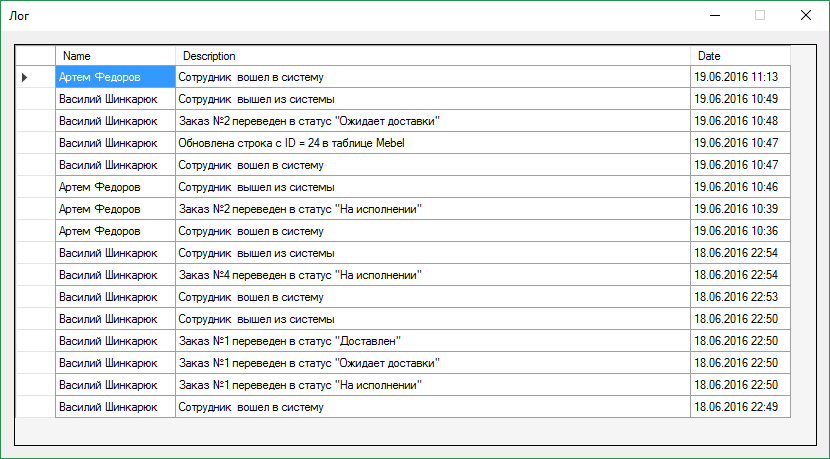 Лог
Name Description Date
Артем Федоров Сотрудник  вошел в систему 19.06.2016 11:13
Василий Шинкарюк Сотрудник  вышел из системы 19.06.2016 10:49
Василий Шинкарюк Заказ №2 переведен в статус "Ожидает доставки" 19.06.2016 10:48
Василий Шинкарюк Обновлена строка с ID = 24 в таблице Mebel 19.06.2016 10:47
Василий Шинкарюк Сотрудник  вошел в систему 19.06.2016 10:47
Артем Федоров Сотрудник  вышел из системы 19.06.2016 10:46
Артем Федоров Заказ №2 переведен в статус "На исполнении" 19.06.2016 10:39
Артем Федоров Сотрудник  вошел в систему 19.06.2016 10:36
Василий Шинкарюк Сотрудник  вышел из системы 18.06.2016 22:54
Василий Шинкарюк Заказ №4 переведен в статус "На исполнении" 18.06.2016 22:54
Василий Шинкарюк Сотрудник  вошел в систему 18.06.2016 22:53
Василий Шинкарюк Сотрудник  вышел из системы 18.06.2016 22:50
Василий Шинкарюк Заказ №1 переведен в статус "Доставлен" 18.06.2016 22:50
Василий Шинкарюк Заказ №1 переведен в статус "Ожидает доставки" 18.06.2016 22:50
Василий Шинкарюк Заказ №1 переведен в статус "На исполнении" 18.06.2016 22:50
Василий Шинкарюк Сотрудник  вошел в систему 18.06.2016 22:49